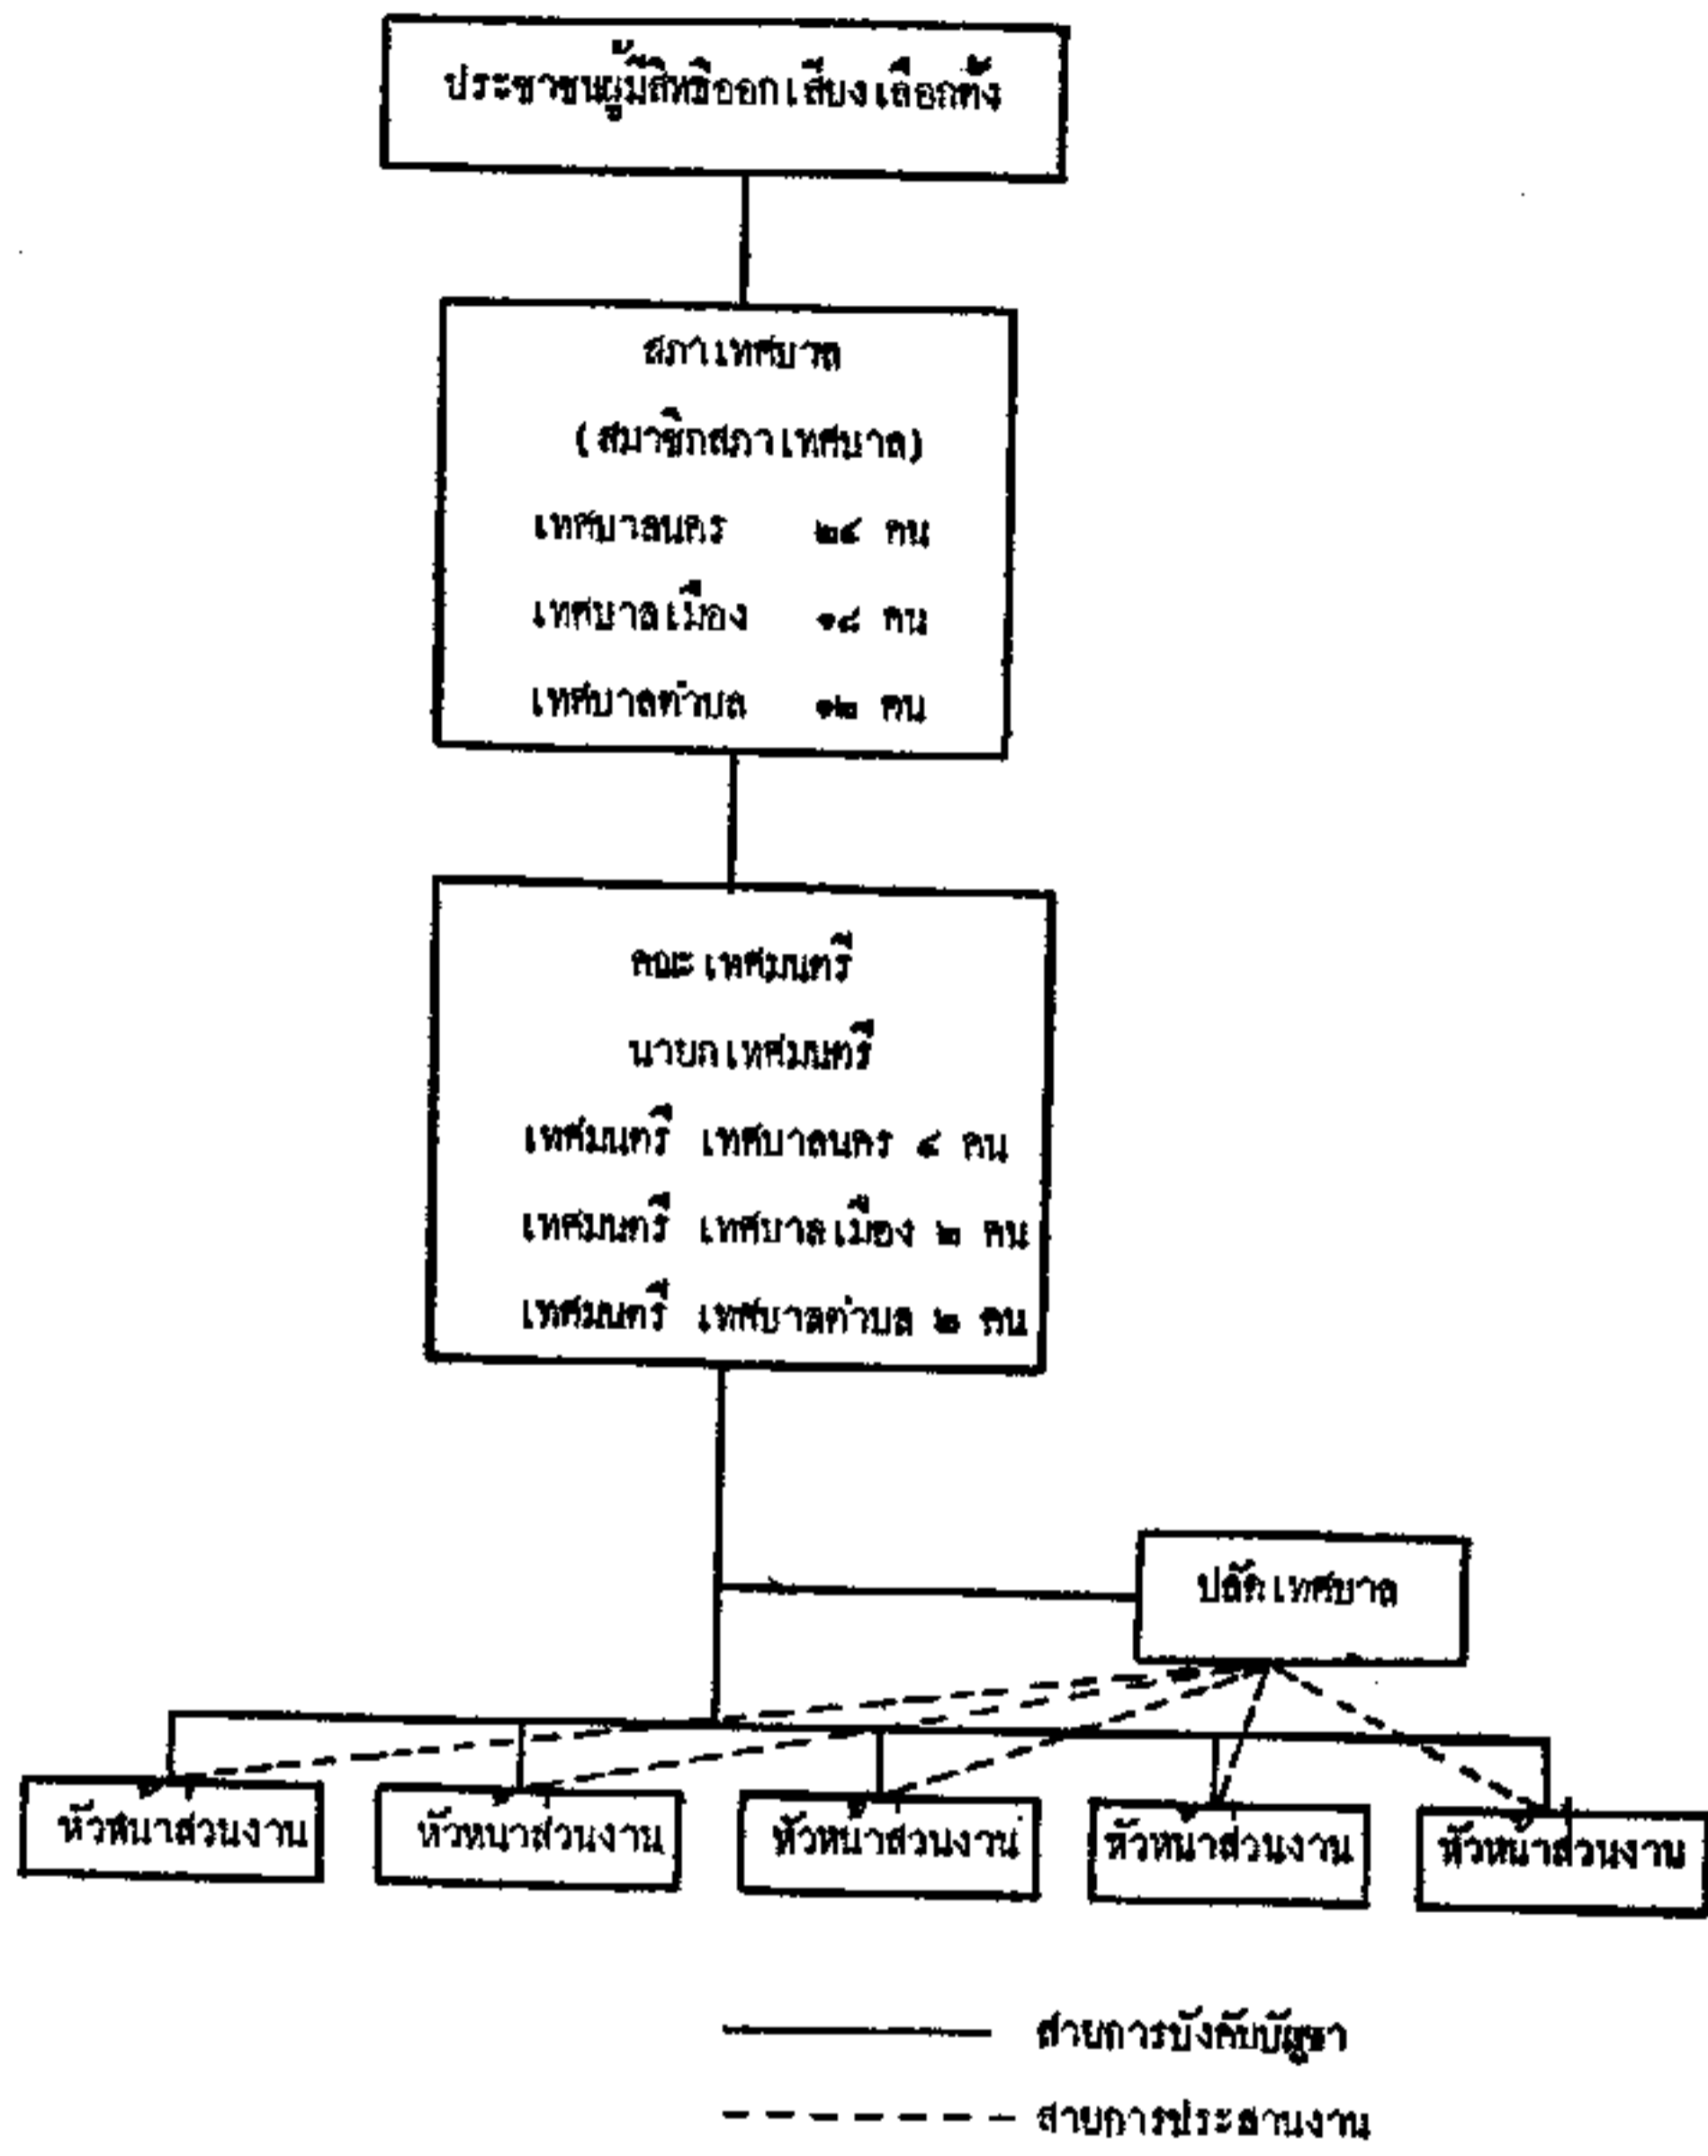 ประชาชนผู้มีสิทธิออกเสียงเลือกตั้ง
สภาเทศบาล
(สมาชิกสภาเทศบาล)
เทศบาลนคร ๒๔ คน
เทศบาลเมือง ๑๘ คน
เทศบาลตำบล ๑๒ คน
คณะเทศมนตรี
นายกเทศมนตรี
เทศมนตรี เทศบาลนคร ๔ คน
เทศมนตรี เทศบาลเมือง ๒ คน
เทศมนตรี เทศบาลตำบล ๒ คน
ปลัดเทศบาล
หัวหน้าส่วนงาน
หัวหน้าส่วนงาน
หัวหน้าส่วนงาน
หัวหน้าส่วนงาน
หัวหน้าส่วนงาน
สายการบังคับบัญชา
สายการประสานงาน